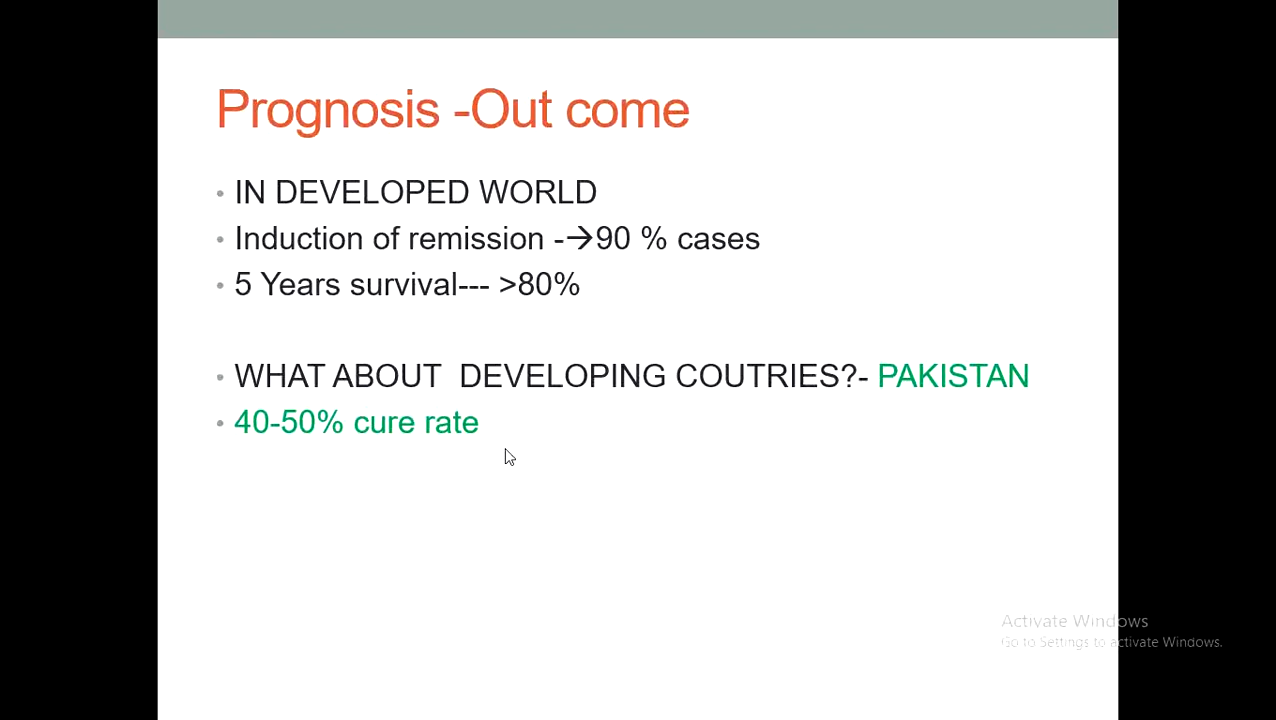 Prognosis -Out come
• IN DEVELOPED WORLD
• Induction of remission -→90 % cases
• 5 Years survival--- >80%
• WHAT ABOUT  DEVELOPING COUTRIES?- PAKISTAN
• 40-50% cure rate
Activate Windows
Go to Settings to activate Windows.